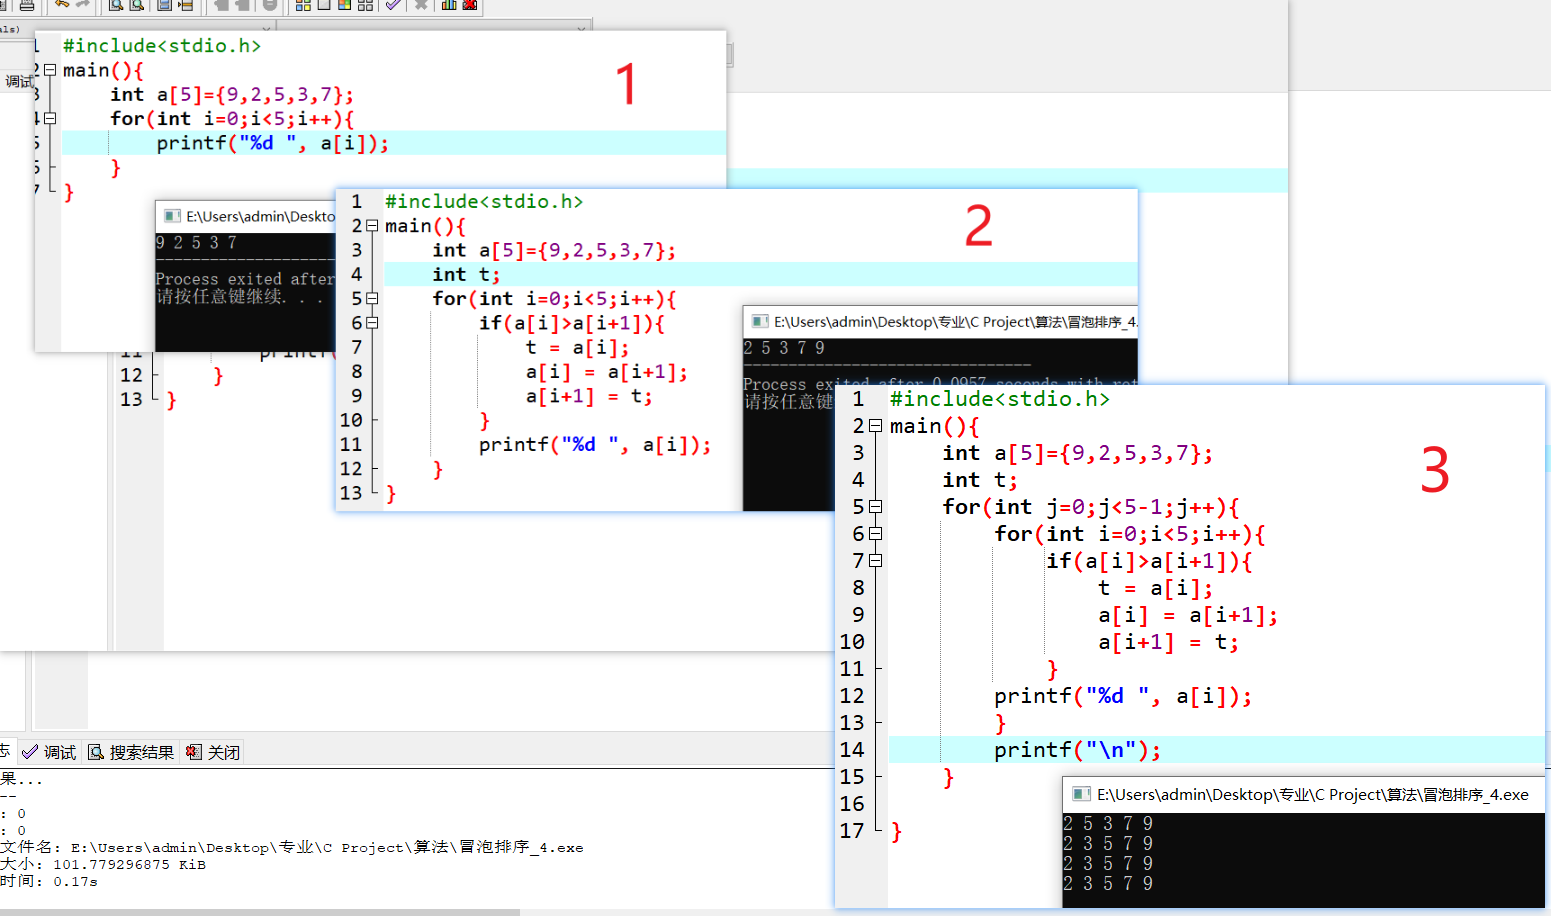 als)
调试
1 #include<stdio.h>
2 main(){
3 int a[5]={9,2,5,3,7};
4 for(int i=0;i<5;i++){
5 printf("%d ", a[i]);
6 }
7 }
1
E:\Users\admin\Deskto
9 2 5 3 7
Process exited after
请按任意键继续. . .
11 printf(
12 }
13 }
1 #include<stdio.h>
2 main(){
3 int a[5]={9,2,5,3,7};
4 int t;
5 for(int i=0;i<5;i++){
6 if(a[i]>a[i+1]){
7 t = a[i];
8 a[i] = a[i+1];
9 a[i+1] = t;
10 }
11 printf("%d ", a[i]);
12 }
13 }
2
E:\Users\admin\Desktop\专业\C Project\算法\冒泡排序_4.
2 5 3 7 9
--------------------------------
Process exited after 0.0957 seconds with ret
请按任意键
1 #include<stdio.h>
2 main(){
3 int a[5]={9,2,5,3,7};
4 int t;
5 for(int j=0;j<5-1;j++){
6 for(int i=0;i<5;i++){
7 if(a[i]>a[i+1]){
8 t = a[i];
9 a[i] = a[i+1];
10 a[i+1] = t;
11 }
12 printf("%d ", a[i]);
13 }
14 printf("\n");
15 }
16
17 }
3
E:\Users\admin\Desktop\专业\C Project\算法\冒泡排序_4.exe
2 5 3 7 9
2 3 5 7 9
2 3 5 7 9
2 3 5 7 9
志 调试 搜索结果 关闭
果...
--
: 0
: 0
文件名: E:\Users\admin\Desktop\专业\C Project\算法\冒泡排序_4.exe
大小: 101.779296875 KiB
时间: 0.17s